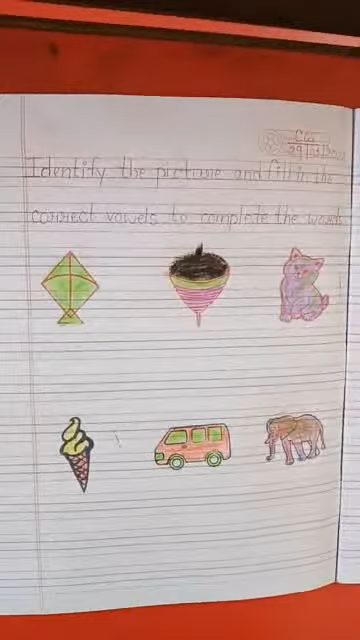 C.W
Identify the picture and fill in the
correct vowels to complete the words